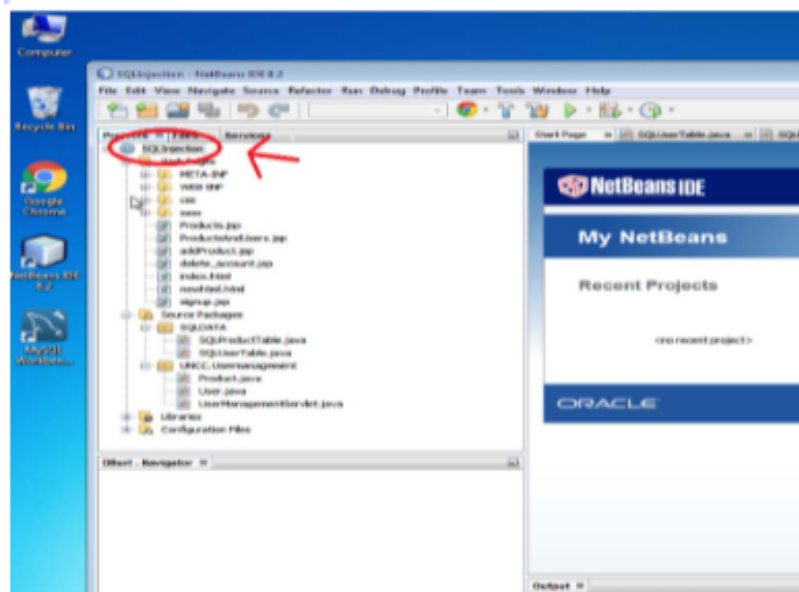 Computer
Recycle Bin
Google
Chrome
NetBeans IDE
8.2
MySQL
SQLInjection - NetBeans IDE 8.2
File Edit View Navigate Source Refactor Run Debug Profile Team Tools Window Help
Projects Files Services
SQLInjection
Web Pages
META-INF
WEB-INF
css
Products.jsp
ProductsAndUsers.jsp
addProduct.jsp
delete_account.jsp
index.html
newhtml.html
signup.jsp
Source Packages
SQLDATA
SQLProductTable.java
SQLUserTable.java
UNCC.Usermanagement
Product.java
User.java
UserManagementServlet.java
Libraries
Configuration Files
Navigator
Start Page SQLUserTable.java
NetBeans IDE
My NetBeans
Recent Projects
<no recent project>
ORACLE
Output